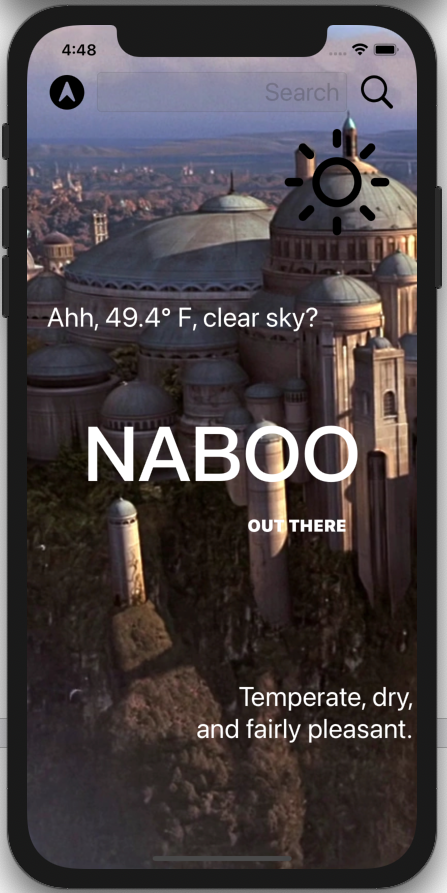 4:48
Search
Ahh, 49.4° F, clear sky?
NABOO
OUT THERE
Temperate, dry,
and fairly pleasant.